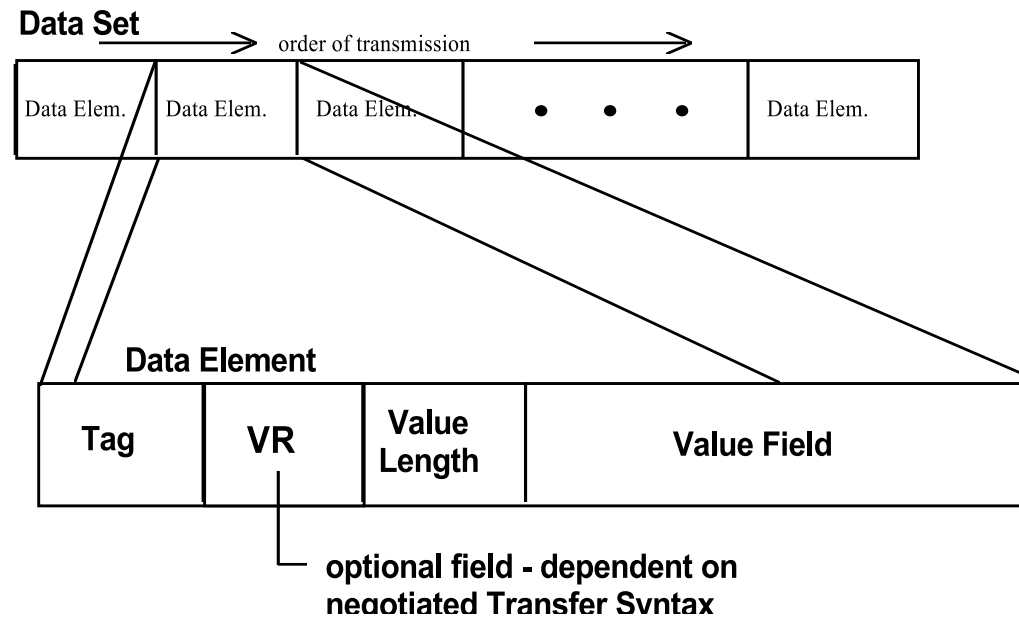 Data Set
order of transmission
Data Elem. Data Elem. Data Elem. Data Elem.
Data Element
Tag VR Value Length Value Field
optional field - dependent on
negotiated Transfer Syntax